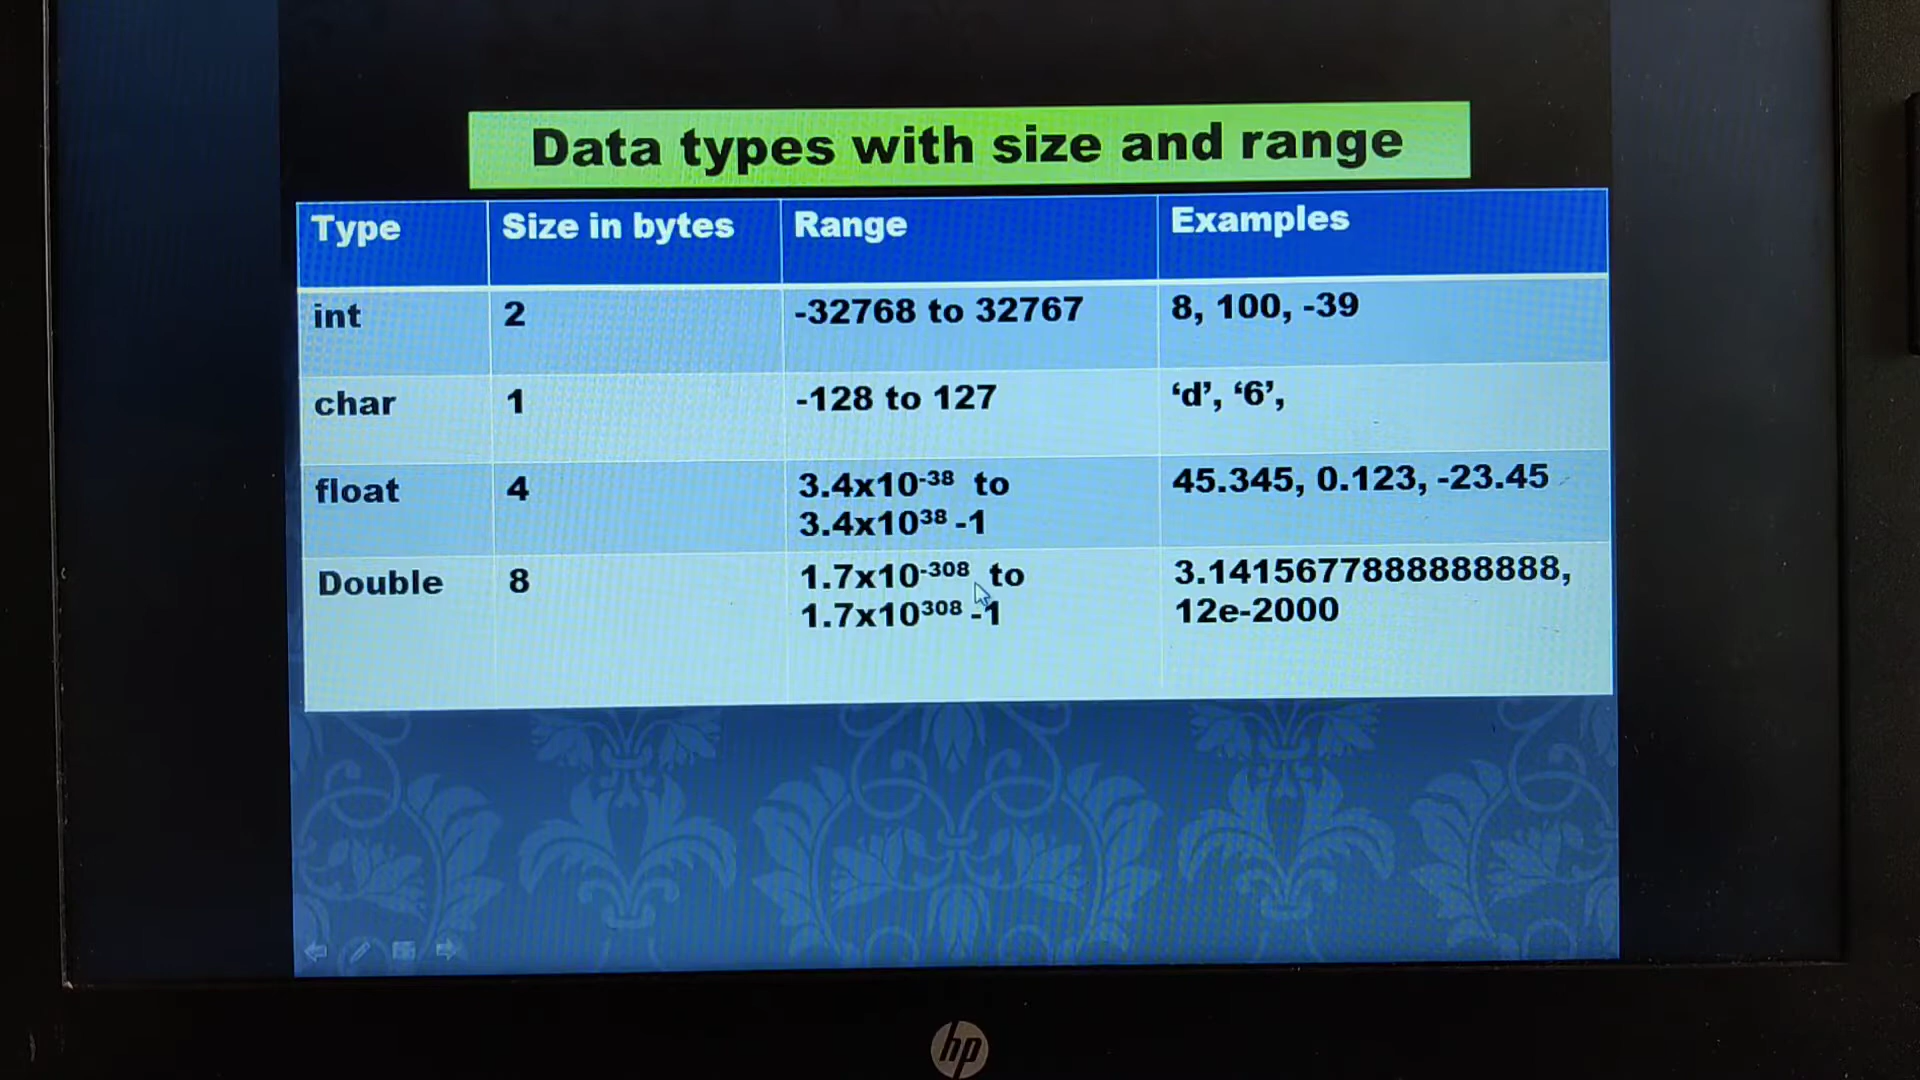 Data types with size and range
Type Size in bytes Range Examples
int 2 -32768 to 32767 8, 100, -39
char 1 -128 to 127 ‘d’, ‘6’,
float 4 3.4x10⁻³⁸ to 45.345, 0.123, -23.45
3.4x10³⁸ -1
Double 8 1.7x10⁻³⁰⁸ to 3.1415677888888888,
1.7x10³⁰⁸ -1 12e-2000
hp